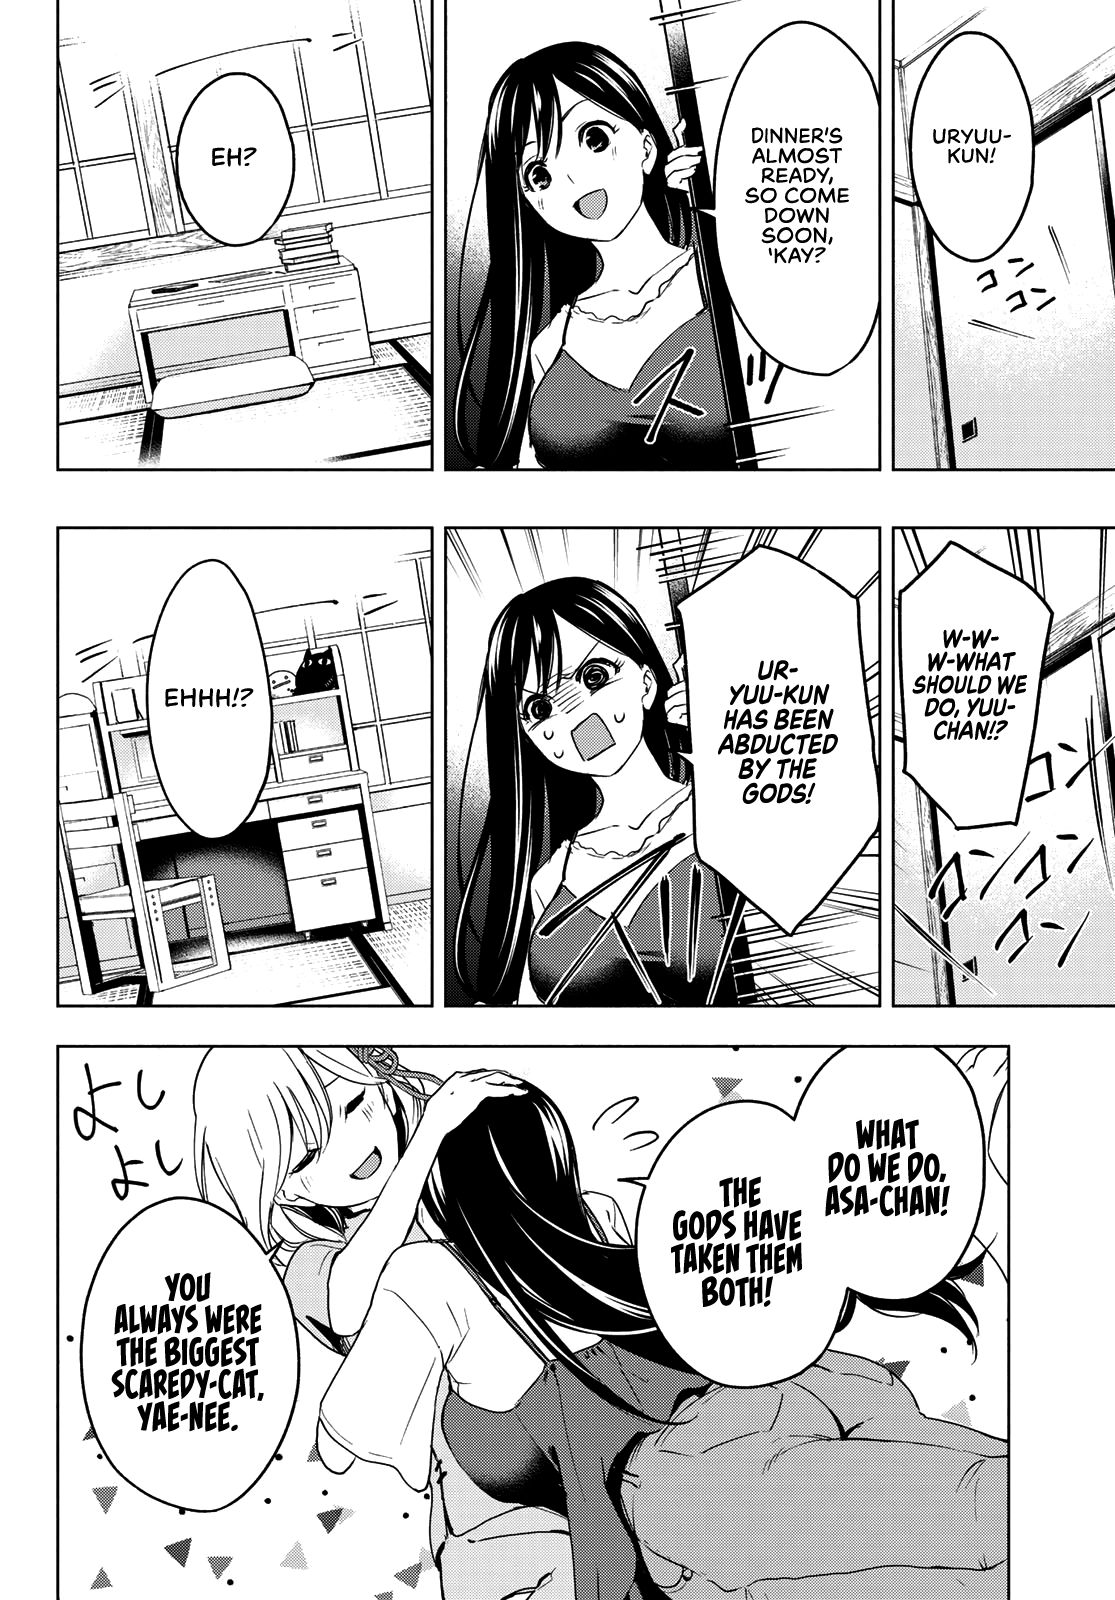 URYUU-
KUN!
コンコン
DINNER'S
ALMOST
READY,
SO COME
DOWN
SOON,
'KAY?
EH?
W-W-
W-WHAT
SHOULD WE
DO, YUU-
CHAN!?
コンコンコン
UR-
YUU-KUN
HAS BEEN
ABDUCTED
BY THE
GODS!
EHHH!?
WHAT
DO WE DO,
ASA-CHAN!
THE
GODS HAVE
TAKEN THEM
BOTH!
よし
よし
YOU
ALWAYS WERE
THE BIGGEST
SCAREDY-CAT,
YAE-NEE.